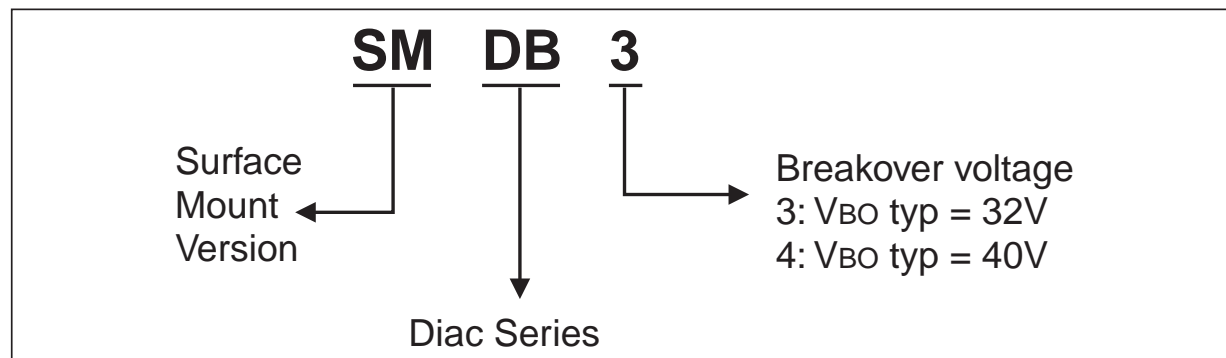 SM DB 3
Surface
Mount
Version
Diac Series
Breakover voltage
3: VBO typ = 32V
4: VBO typ = 40V